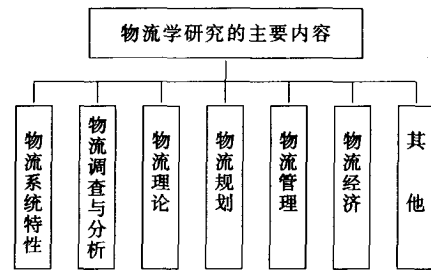 物流学研究的主要内容
物流系统特性
物流调查与分析
物流理论
物流规划
物流管理
物流经济
其他